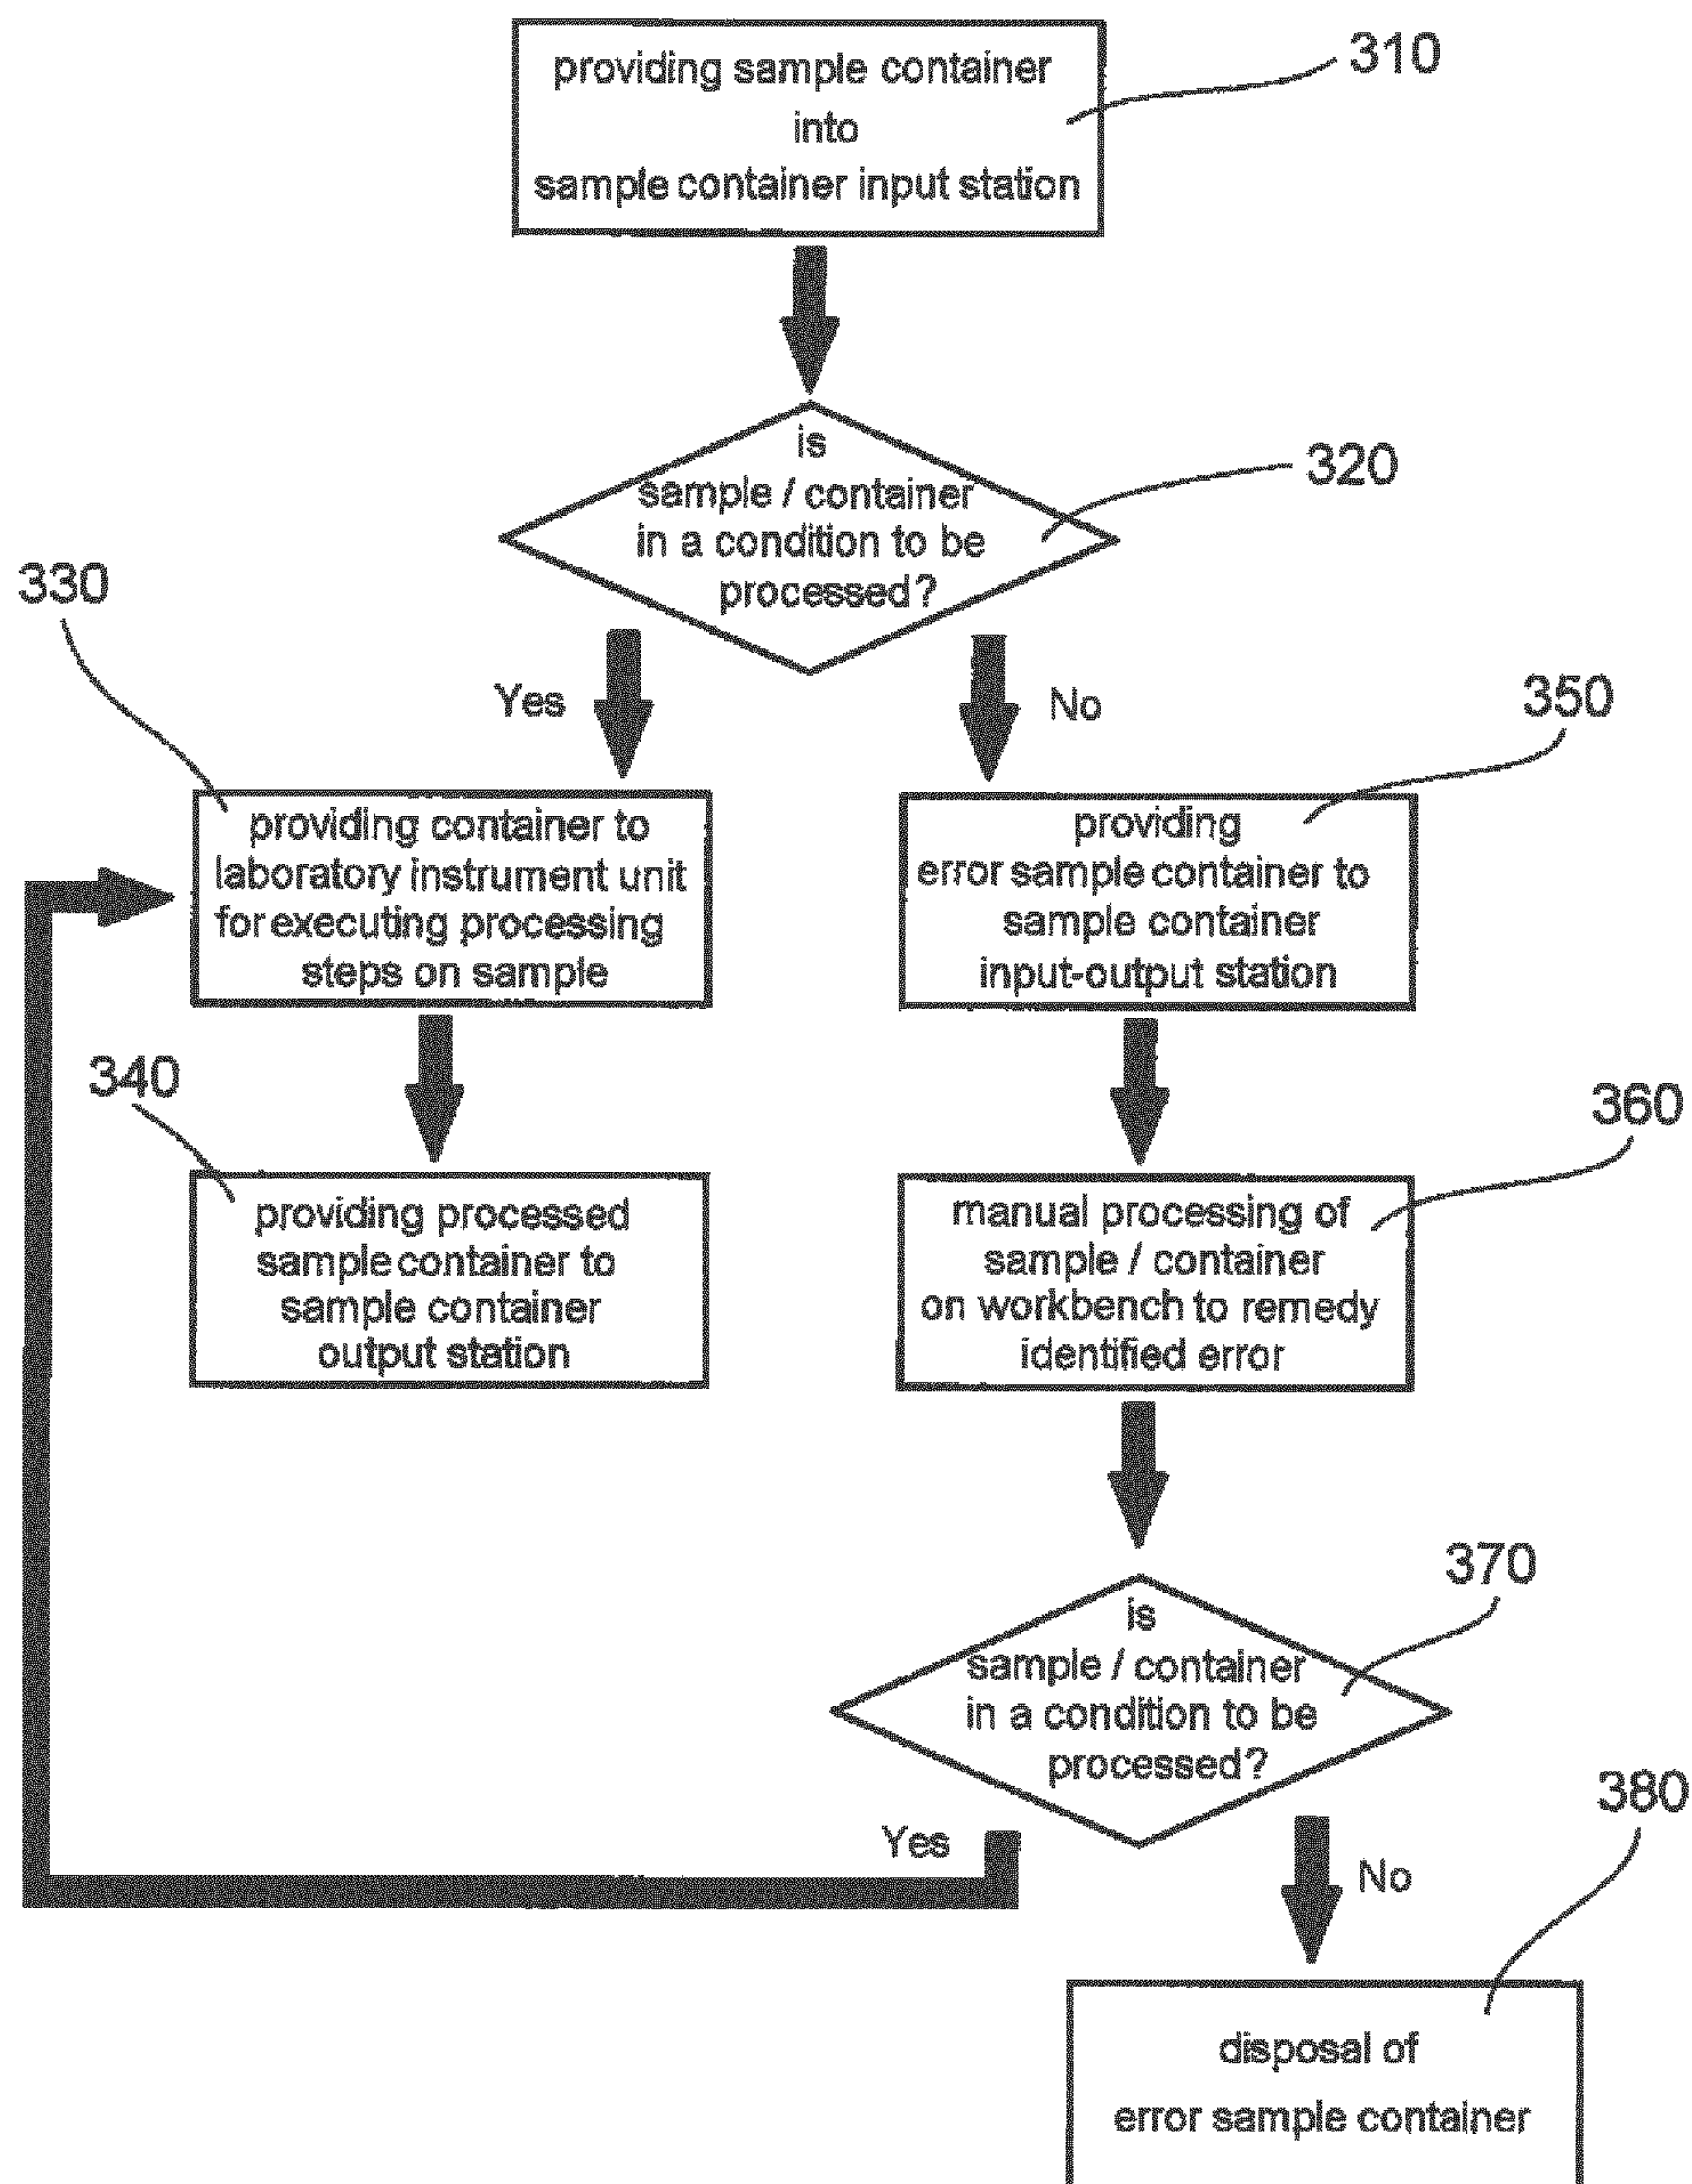 providing sample container
into
sample container input station
310
is
sample / container
in a condition to be
processed?
320
Yes
No
330
providing container to
laboratory instrument unit
for executing processing
steps on sample
350
providing
error sample container to
sample container
input-output station
340
providing processed
sample container to
sample container
output station
360
manual processing of
sample / container
on workbench to remedy
identified error
370
is
sample / container
in a condition to be
processed?
Yes
No
380
disposal of
error sample container